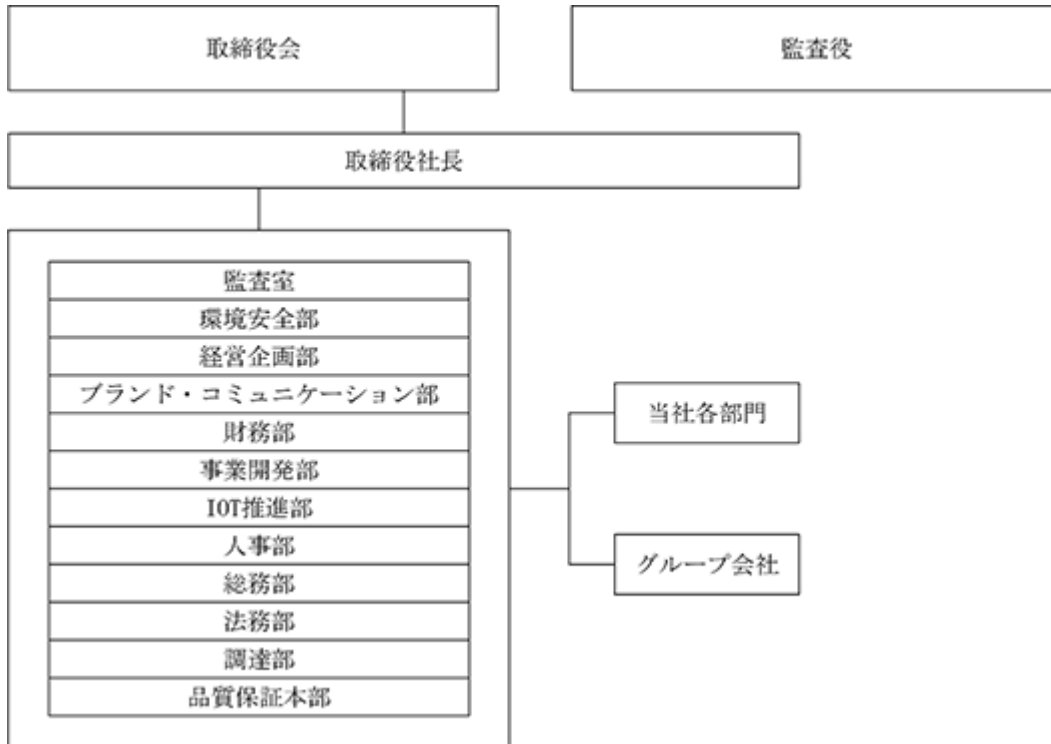 取締役会
監査役
取締役社長
監査室
環境安全部
経営企画部
ブランド・コミュニケーション部
財務部
事業開発部
IOT推進部
人事部
総務部
法務部
調達部
品質保証本部
当社各部門
グループ会社